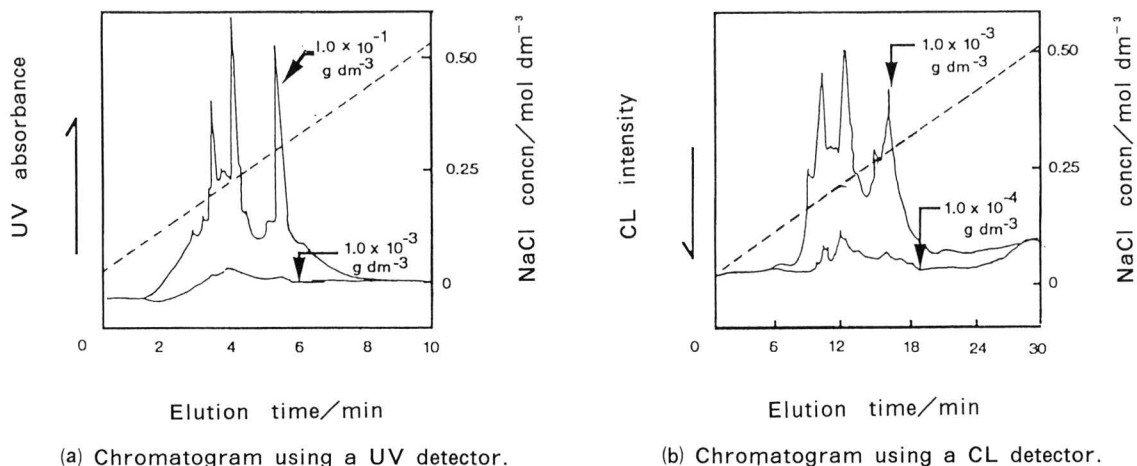 UV absorbance
1.0 x 10⁻¹
g dm⁻³
1.0 x 10⁻³
g dm⁻³
0.50
0.25
0
NaCl concn/mol dm⁻³
0 2 4 6 8 10
Elution time/min
(a) Chromatogram using a UV detector.
CL intensity
1.0 x 10⁻³
g dm⁻³
1.0 x 10⁻⁴
g dm⁻³
0.50
0.25
0
NaCl concn/mol dm⁻³
0 6 12 18 24 30
Elution time/min
(b) Chromatogram using a CL detector.